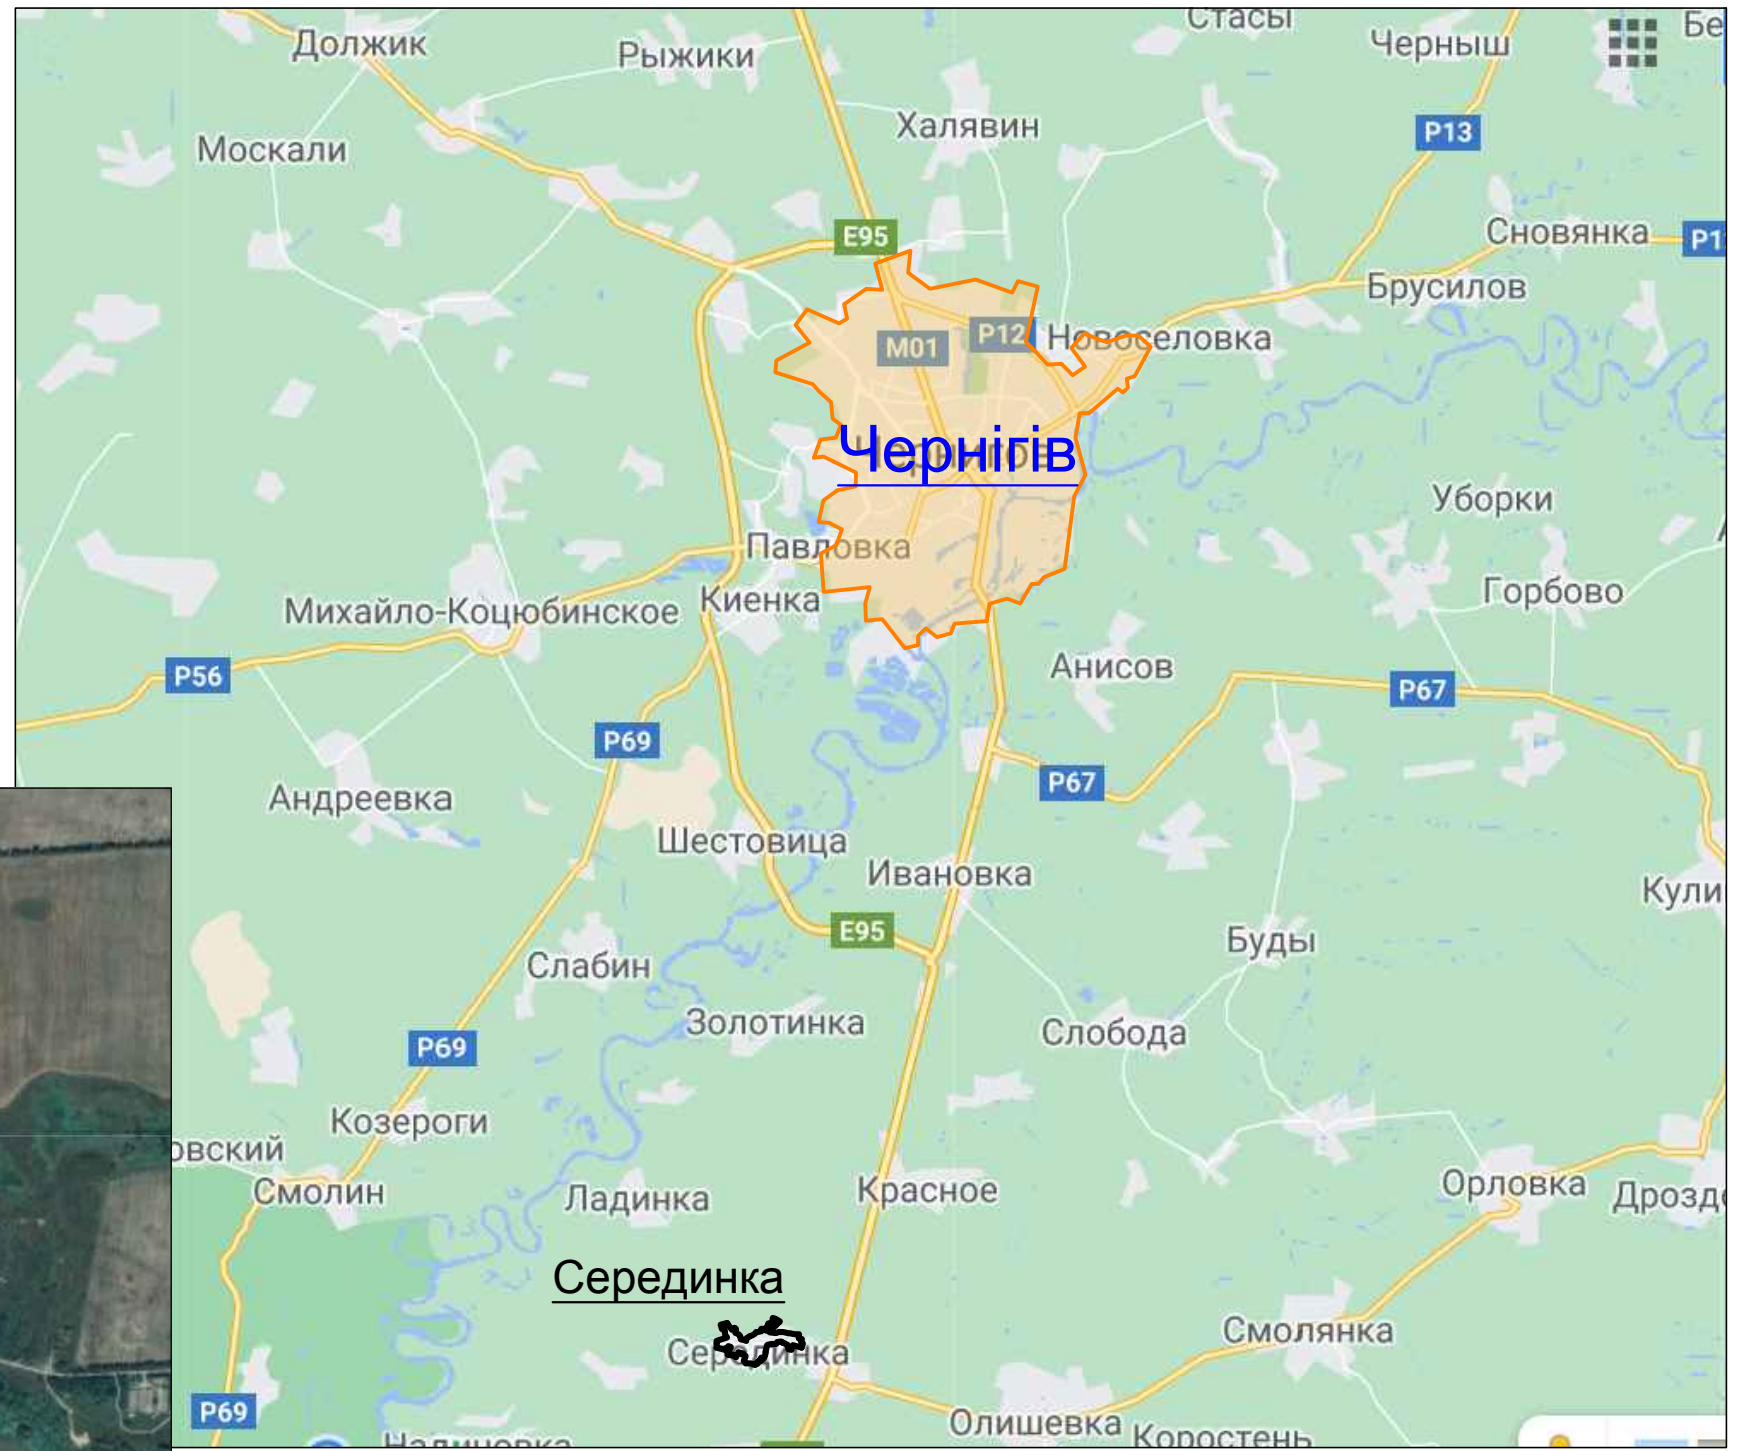 Стасы
Бе
Должик
Рыжики
Черныш
Халявин
P13
Москали
E95
Сновянка
P1
Брусилов
M01
P12
Новоселовка
Чернігів
Уборки
Павловка
Горбово
Киенка
Михайло-Коцюбинское
Анисов
P56
P67
P69
P67
Андреевка
Шестовица
Ивановка
Кули
E95
Буды
Слабин
Золотинка
Слобода
P69
Козероги
овский
Смолин
Ладинка
Красное
Орловка
Дрозд
Серединка
Смолянка
Серединка
P69
Олишевка
Коростень